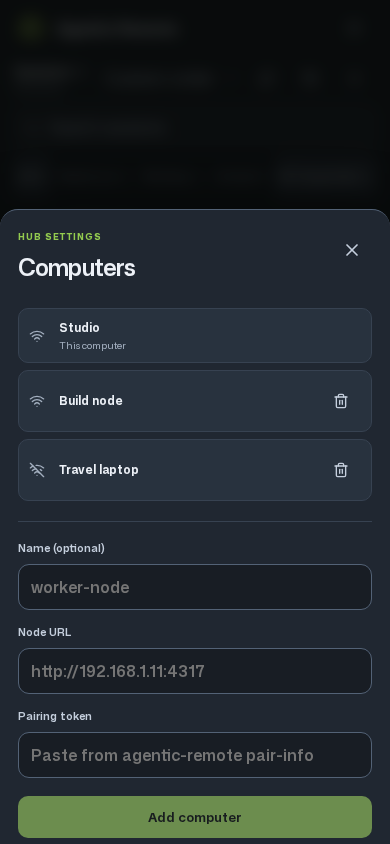 HUB SETTINGS
Computers
Studio
This computer
Build node
Travel laptop
Name (optional)
worker-node
Node URL
http://192.168.1.11:4317
Pairing token
Paste from agentic-remote pair-info
Add computer